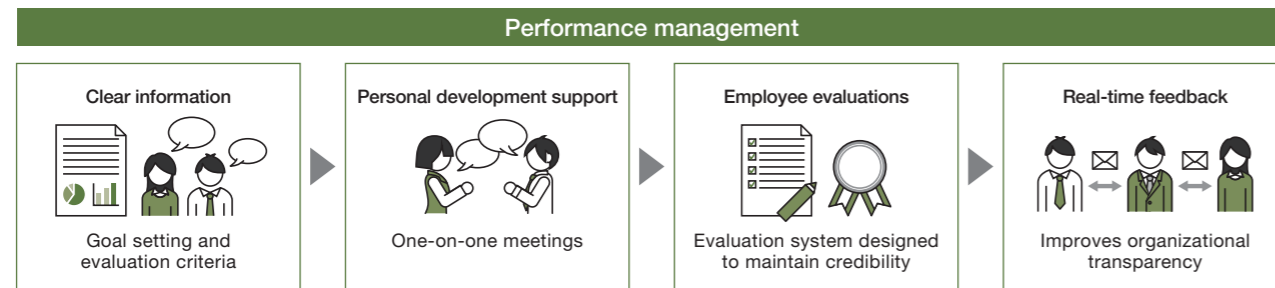 Performance management
Clear information
Goal setting and
evaluation criteria
Personal development support
One-on-one meetings
Employee evaluations
Evaluation system designed
to maintain credibility
Real-time feedback
Improves organizational
transparency